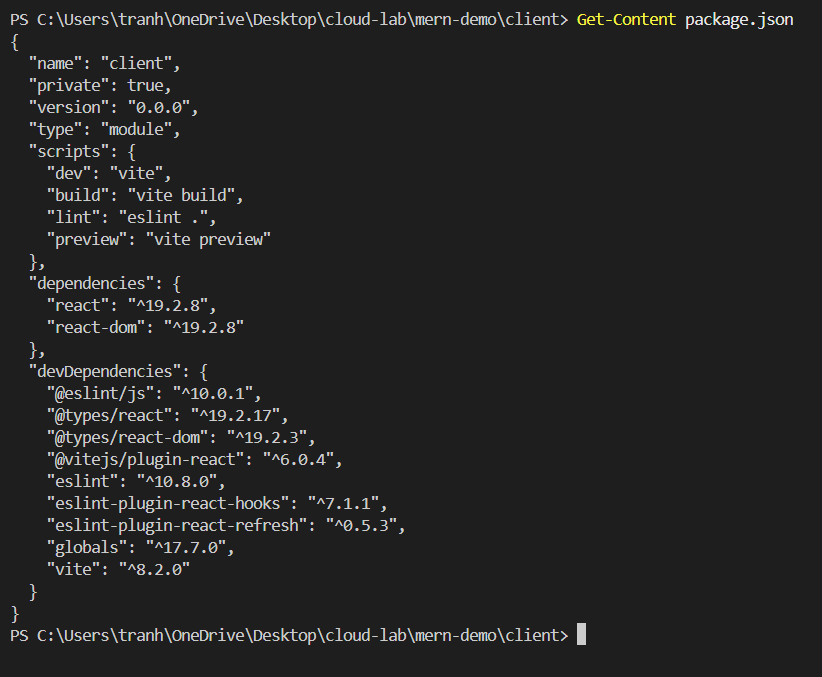 PS C:\Users\tranh\OneDrive\Desktop\cloud-lab\mern-demo\client> Get-Content package.json
{
  "name": "client",
  "private": true,
  "version": "0.0.0",
  "type": "module",
  "scripts": {
    "dev": "vite",
    "build": "vite build",
    "lint": "eslint .",
    "preview": "vite preview"
  },
  "dependencies": {
    "react": "^19.2.8",
    "react-dom": "^19.2.8"
  },
  "devDependencies": {
    "@eslint/js": "^10.0.1",
    "@types/react": "^19.2.17",
    "@types/react-dom": "^19.2.3",
    "@vitejs/plugin-react": "^6.0.4",
    "eslint": "^10.8.0",
    "eslint-plugin-react-hooks": "^7.1.1",
    "eslint-plugin-react-refresh": "^0.5.3",
    "globals": "^17.7.0",
    "vite": "^8.2.0"
  }
}
PS C:\Users\tranh\OneDrive\Desktop\cloud-lab\mern-demo\client>